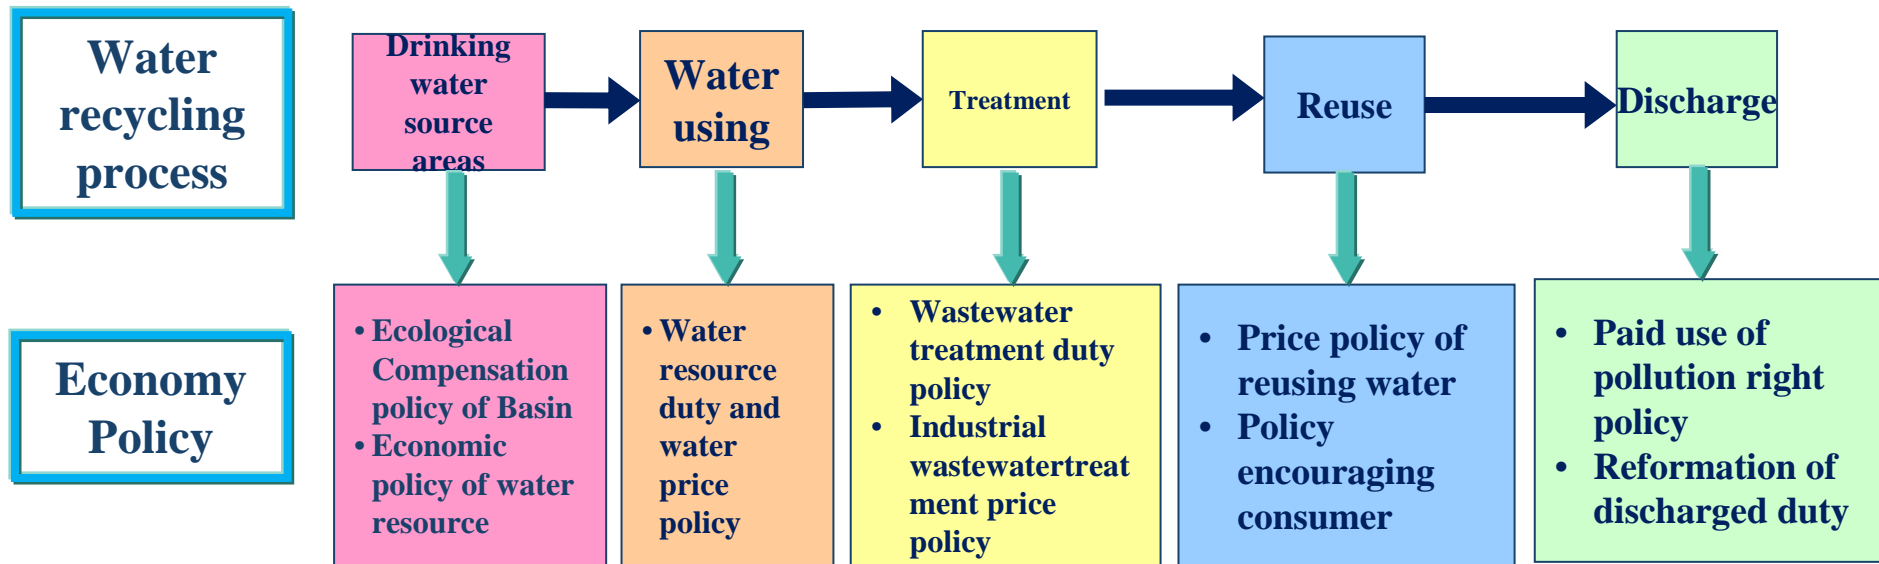 Water
recycling
process
Drinking
water
source
areas
Water
using
Treatment
Reuse
Discharge
Economy
Policy
• Ecological
Compensation
policy of Basin
• Economic
policy of water
resource
• Water
resource
duty and
water
price
policy
• Wastewater
treatment duty
policy
• Industrial
wastewatertreat
ment price
policy
• Price policy of
reusing water
• Policy
encouraging
consumer
• Paid use of
pollution right
policy
• Reformation of
discharged duty